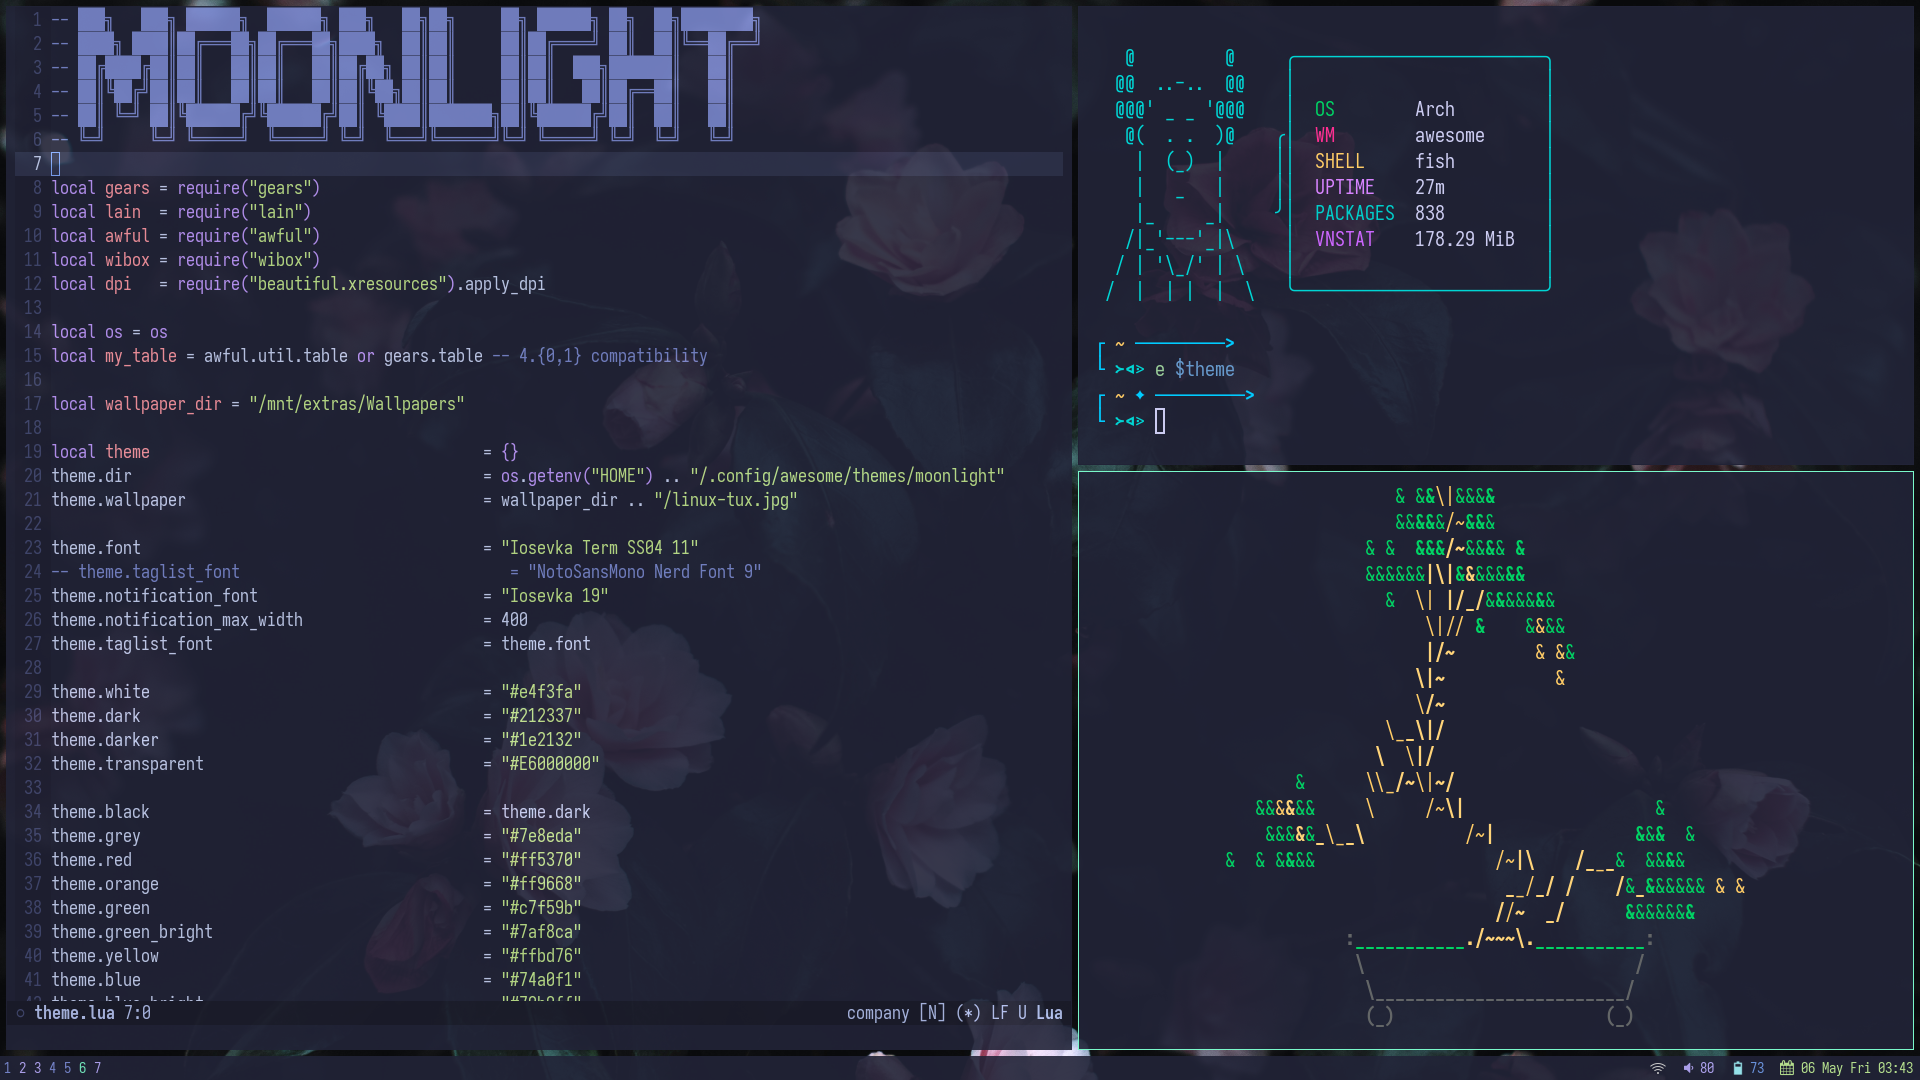 MOONLIGHT
1 --
2 --
3 --
4 --
5 --
6 --
7
8 local gears = require("gears")
9 local lain  = require("lain")
10 local awful = require("awful")
11 local wibox = require("wibox")
12 local dpi   = require("beautiful.xresources").apply_dpi
13
14 local os = os
15 local my_table = awful.util.table or gears.table -- 4.{0,1} compatibility
16
17 local wallpaper_dir = "/mnt/extras/Wallpapers"
18
19 local theme = {}
20 theme.dir = os.getenv("HOME") .. "/.config/awesome/themes/moonlight"
21 theme.wallpaper = wallpaper_dir .. "/linux-tux.jpg"
22
23 theme.font = "Iosevka Term SS04 11"
24 -- theme.taglist_font = "NotoSansMono Nerd Font 9"
25 theme.notification_font = "Iosevka 19"
26 theme.notification_max_width = 400
27 theme.taglist_font = theme.font
28
29 theme.white = "#e4f3fa"
30 theme.dark = "#212337"
31 theme.darker = "#1e2132"
32 theme.transparent = "#E6000000"
33
34 theme.black = theme.dark
35 theme.grey = "#7e8eda"
36 theme.red = "#ff5370"
37 theme.orange = "#ff9668"
38 theme.green = "#c7f59b"
39 theme.green_bright = "#7af8ca"
40 theme.yellow = "#ffbd76"
41 theme.blue = "#74a0f1"
theme.lua 7:0 company [N] (*) LF U Lua
OS Arch
WM awesome
SHELL fish
UPTIME 27m
PACKAGES 838
VNSTAT 178.29 MiB
~
e $theme
~
1 2 3 4 5 6 7
80 73 06 May Fri 03:43